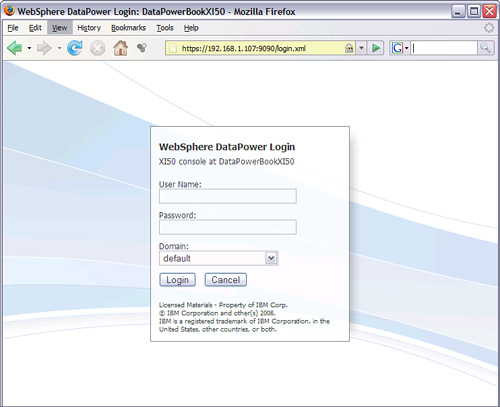 WebSphere DataPower Login: DataPowerBookXI50 - Mozilla Firefox
File Edit View History Bookmarks Tools Help
https://192.168.1.107:9090/login.xml G
WebSphere DataPower Login
XI50 console at DataPowerBookXI50
User Name:
Password:
Domain:
default
Login Cancel
Licensed Materials - Property of IBM Corp.
© IBM Corporation and other(s) 2008.
IBM is a registered trademark of IBM Corporation, in the
United States, other countries, or both.